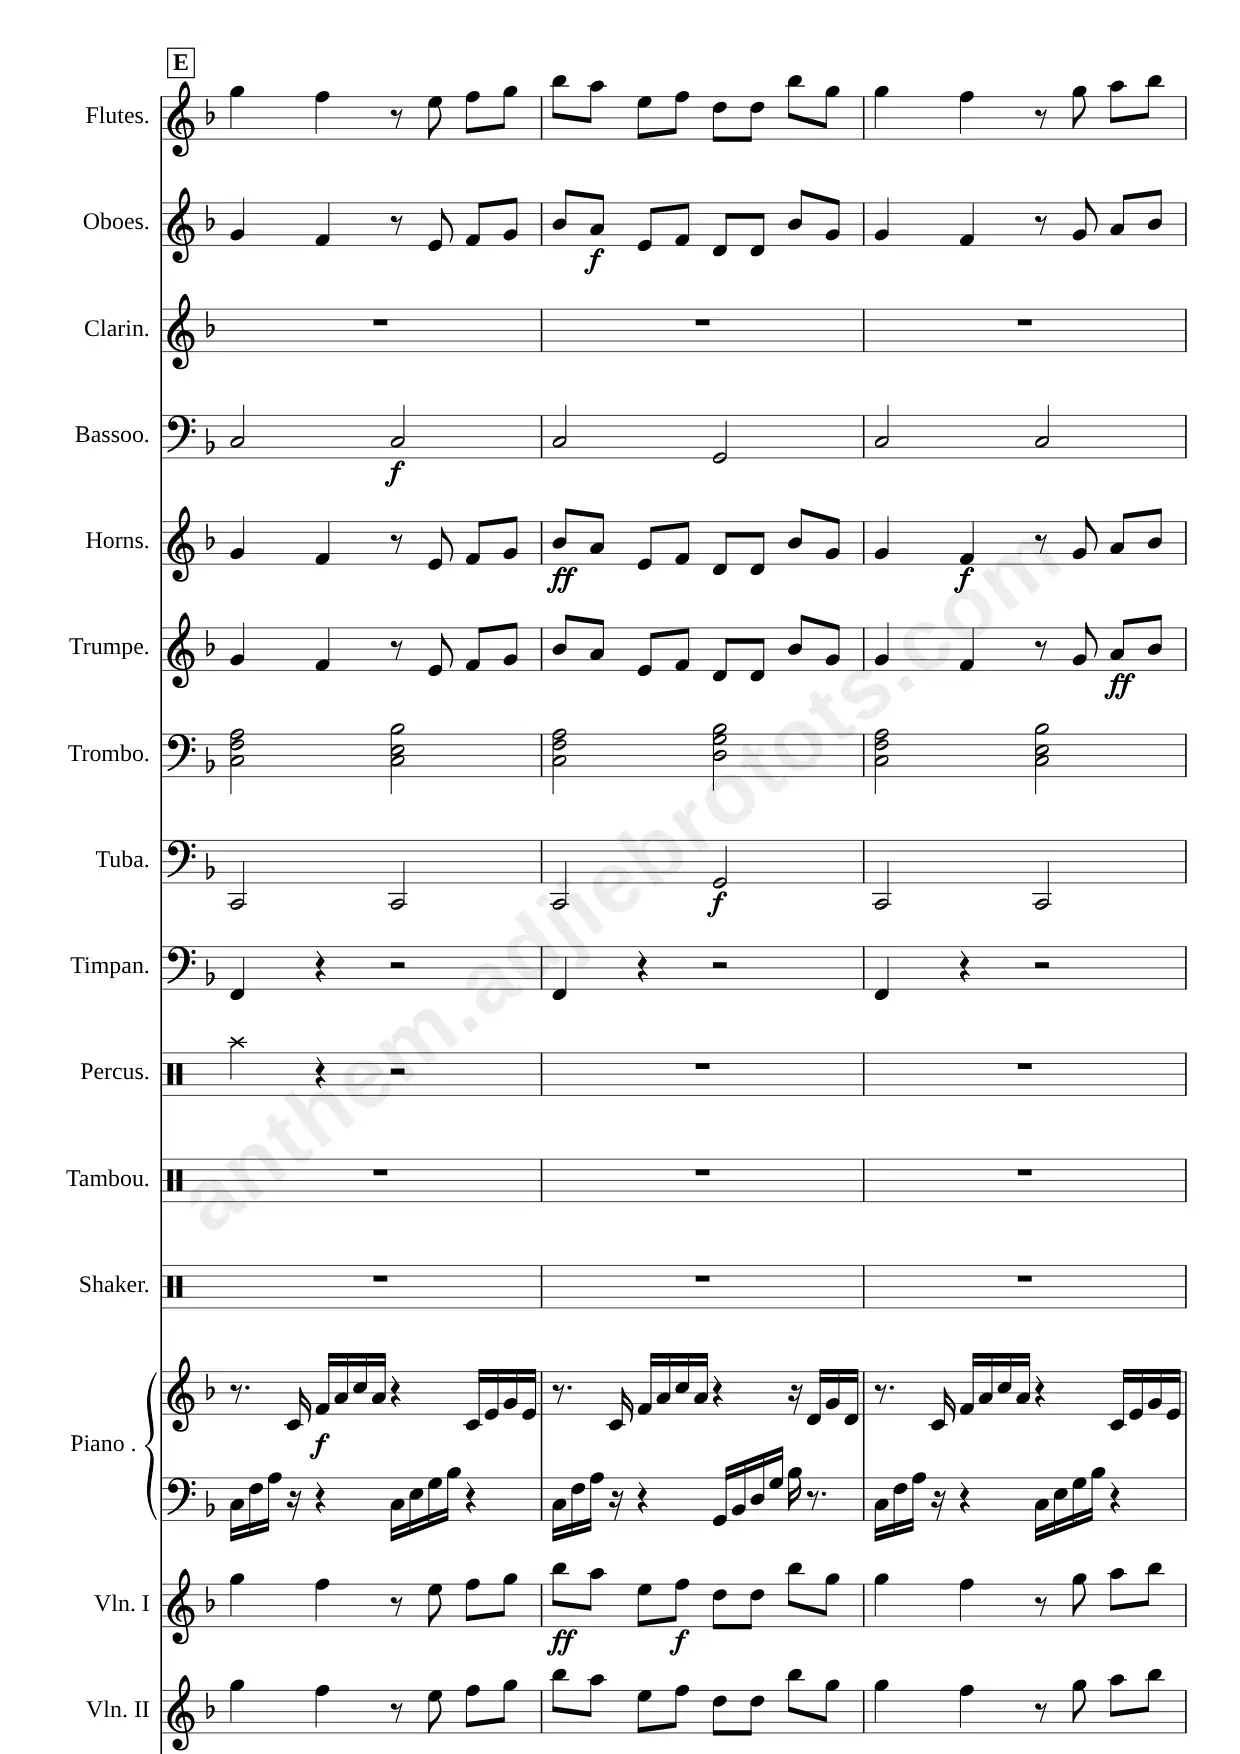 E
Flutes.
Oboes.
f
Clarin.
Bassoo.
f
Horns.
ff f
Trumpe.
ff
Trombo.
Tuba.
f
Timpan.
Percus.
Tambou.
Shaker.
Piano .
f
Vln. I
ff f
Vln. II
anthem.adjiebrotots.com